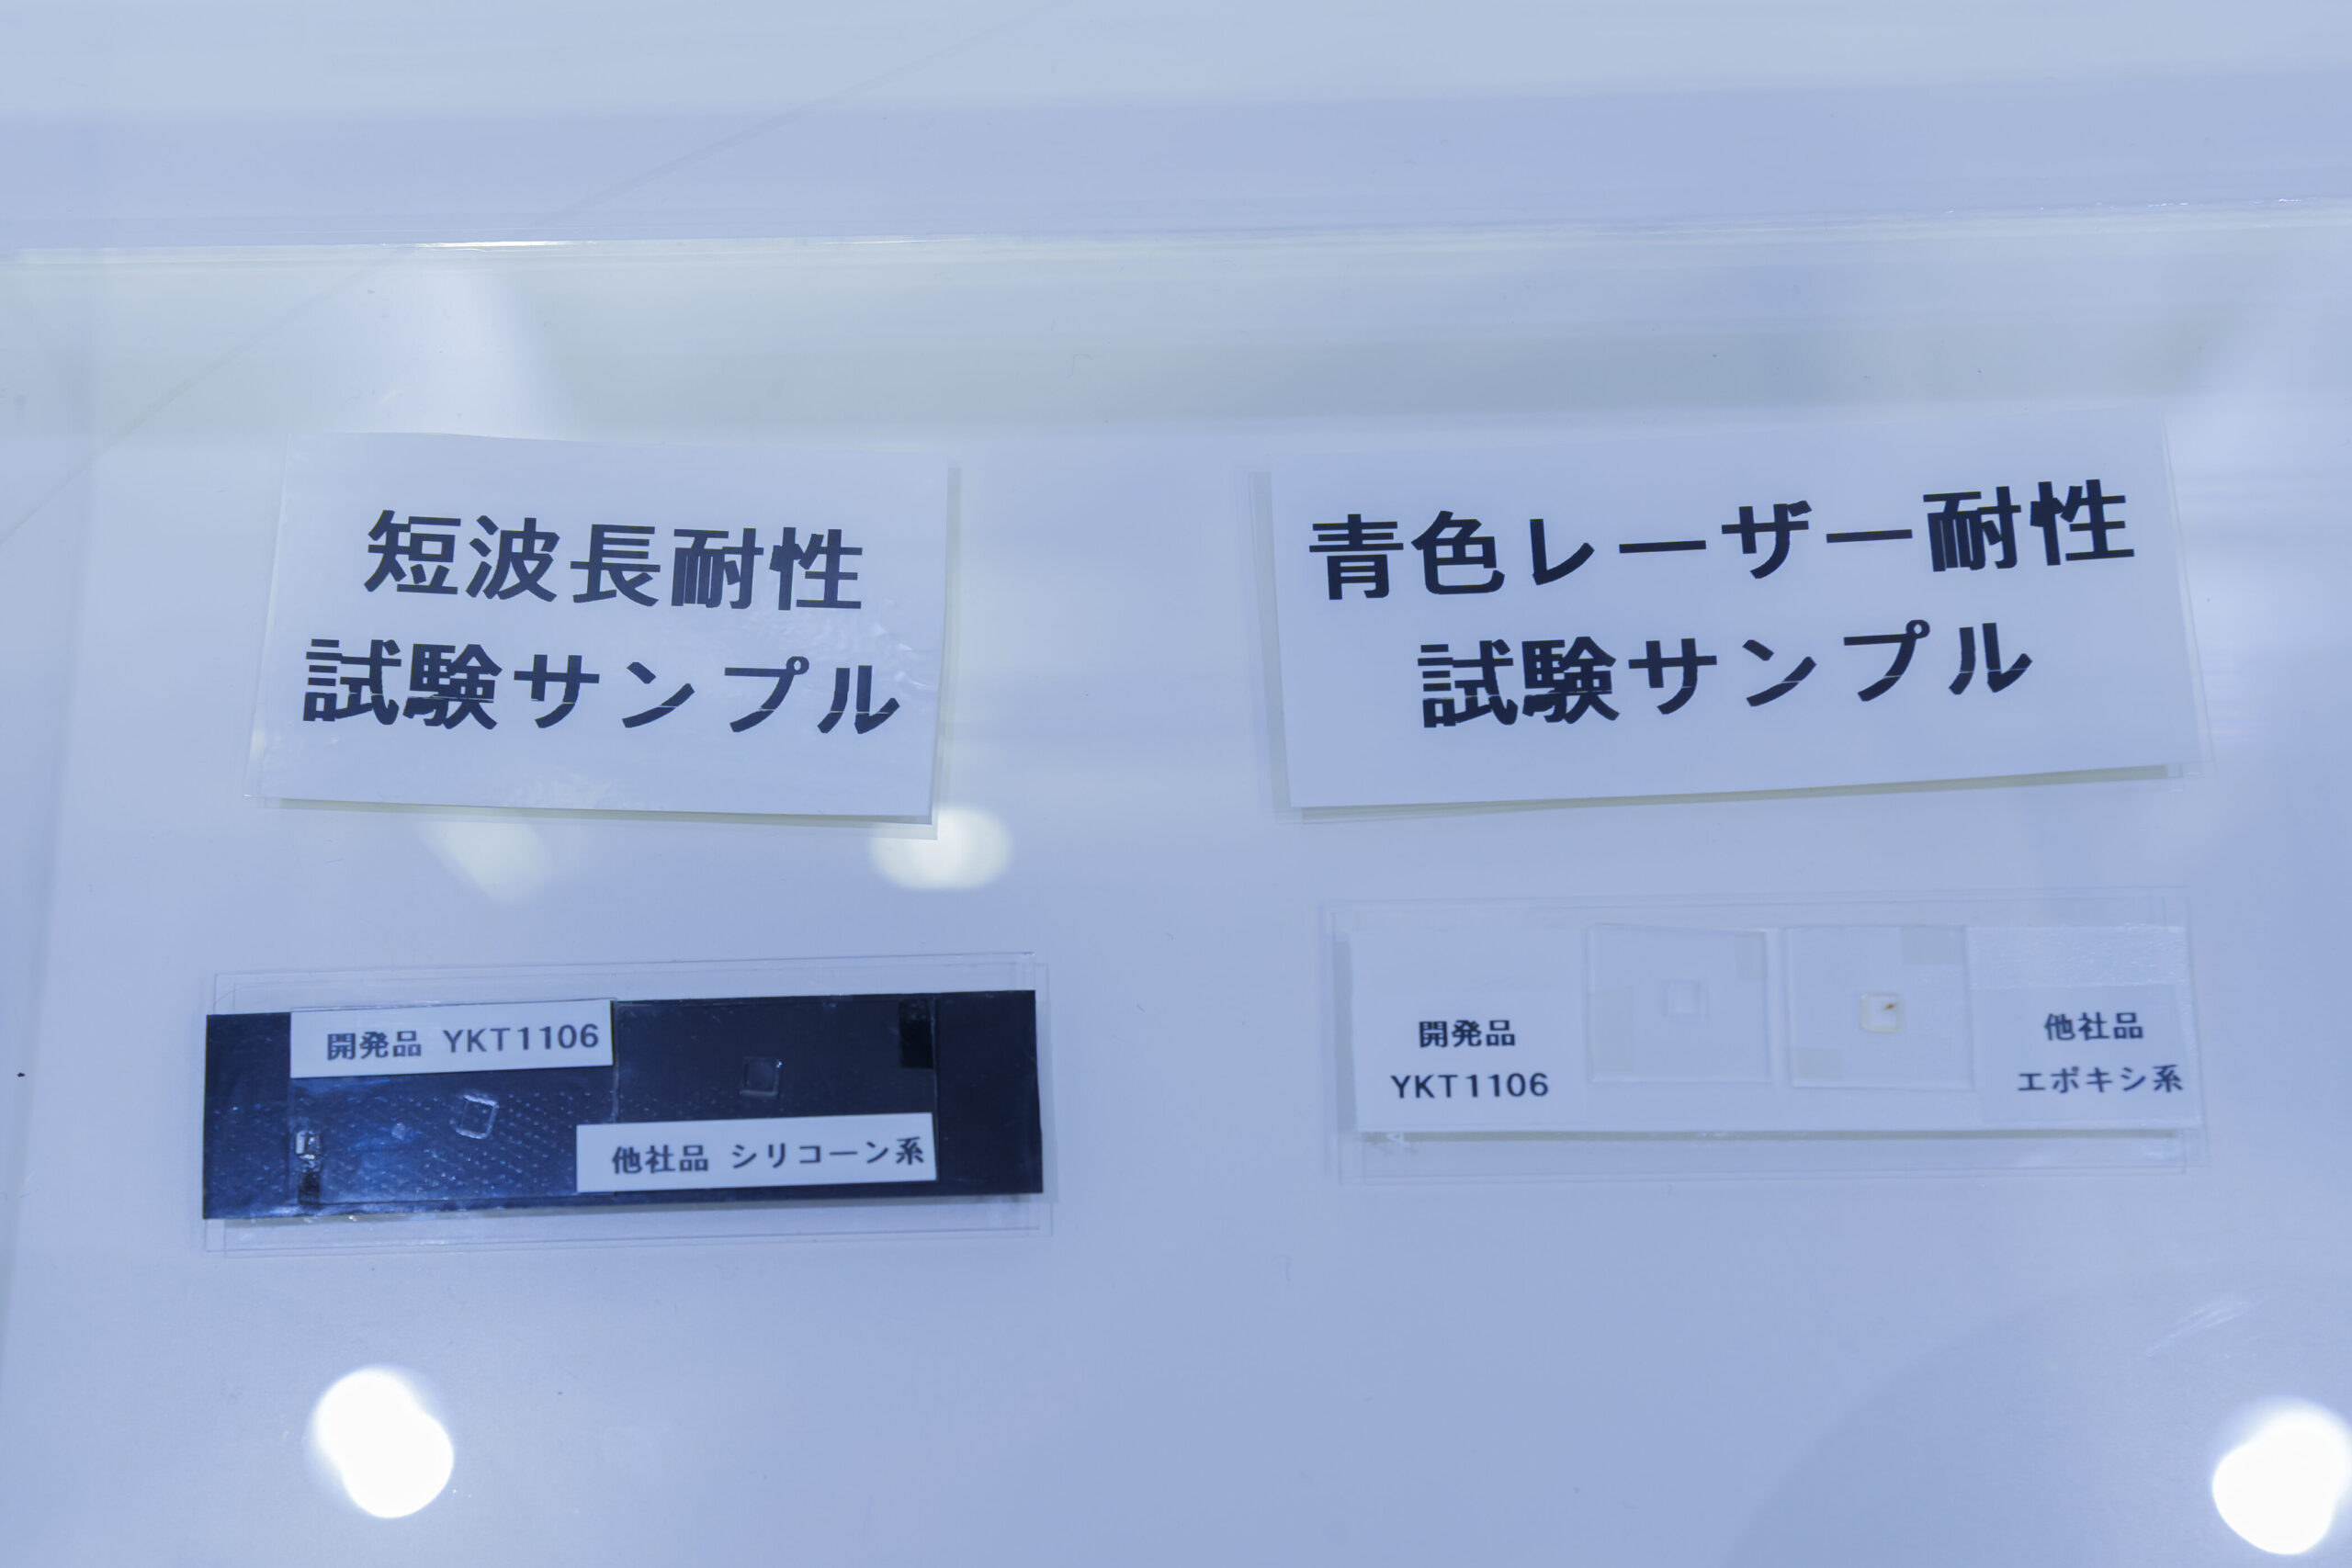 短波長耐性
試験サンプル
開発品 YKT1106
他社品 シリコーン系
青色レーザー耐性
試験サンプル
開発品
YKT1106
他社品
エポキシ系